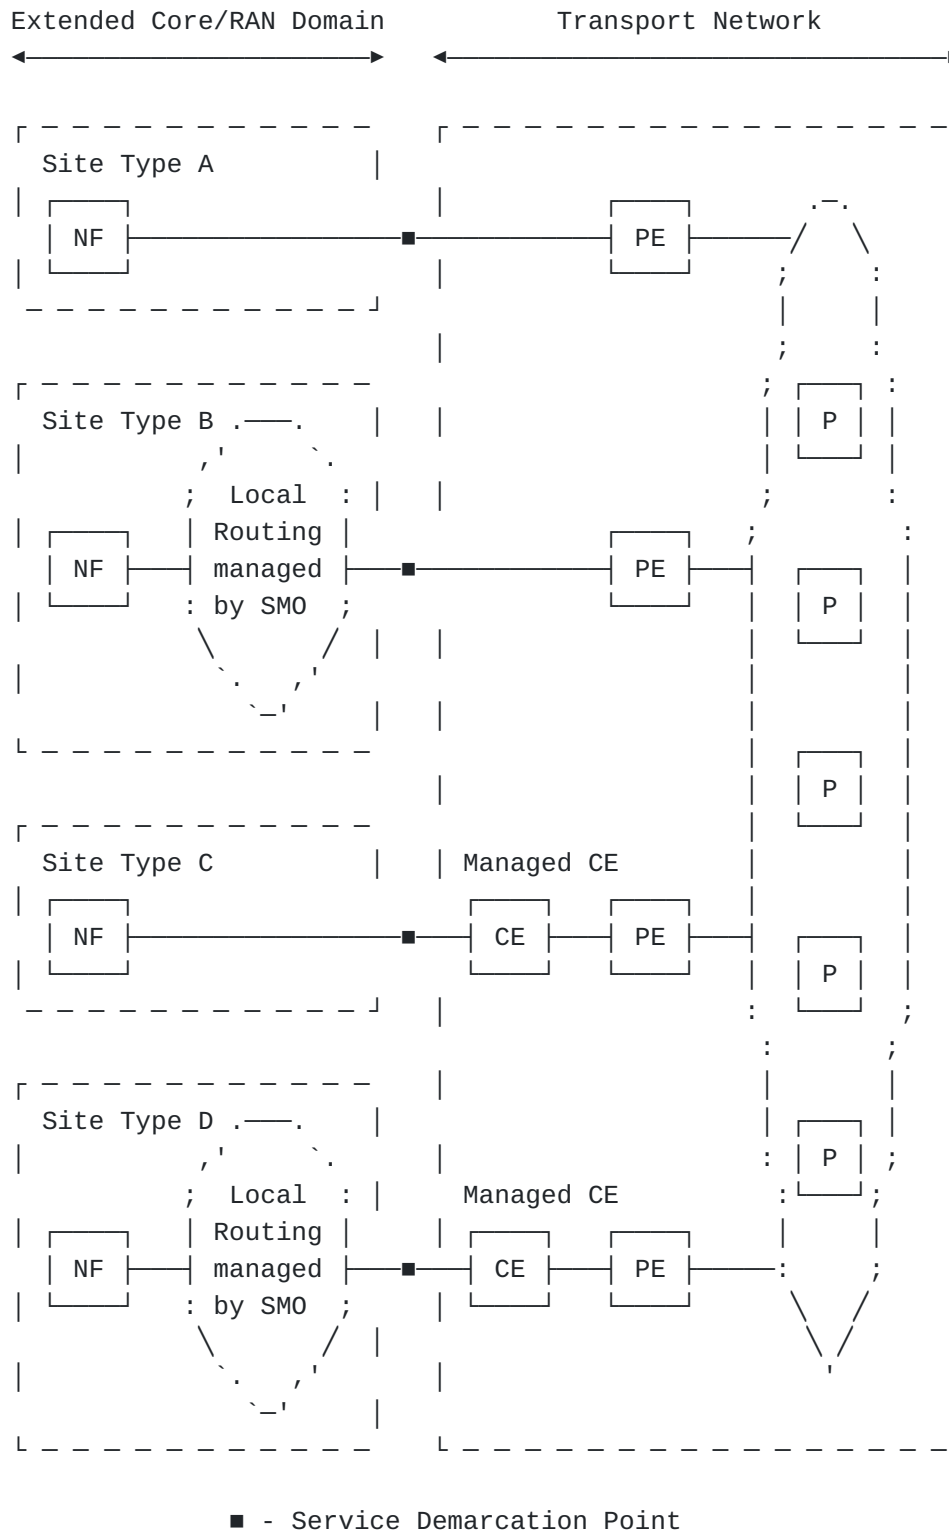 Extended Core/RAN Domain Transport Network
Site Type A
NF PE
P
Site Type B
Local
Routing
NF managed PE
by SMO P
P
Site Type C Managed CE
NF CE PE
P
Site Type D
P
Local Managed CE
Routing
NF managed CE PE
by SMO
■ - Service Demarcation Point